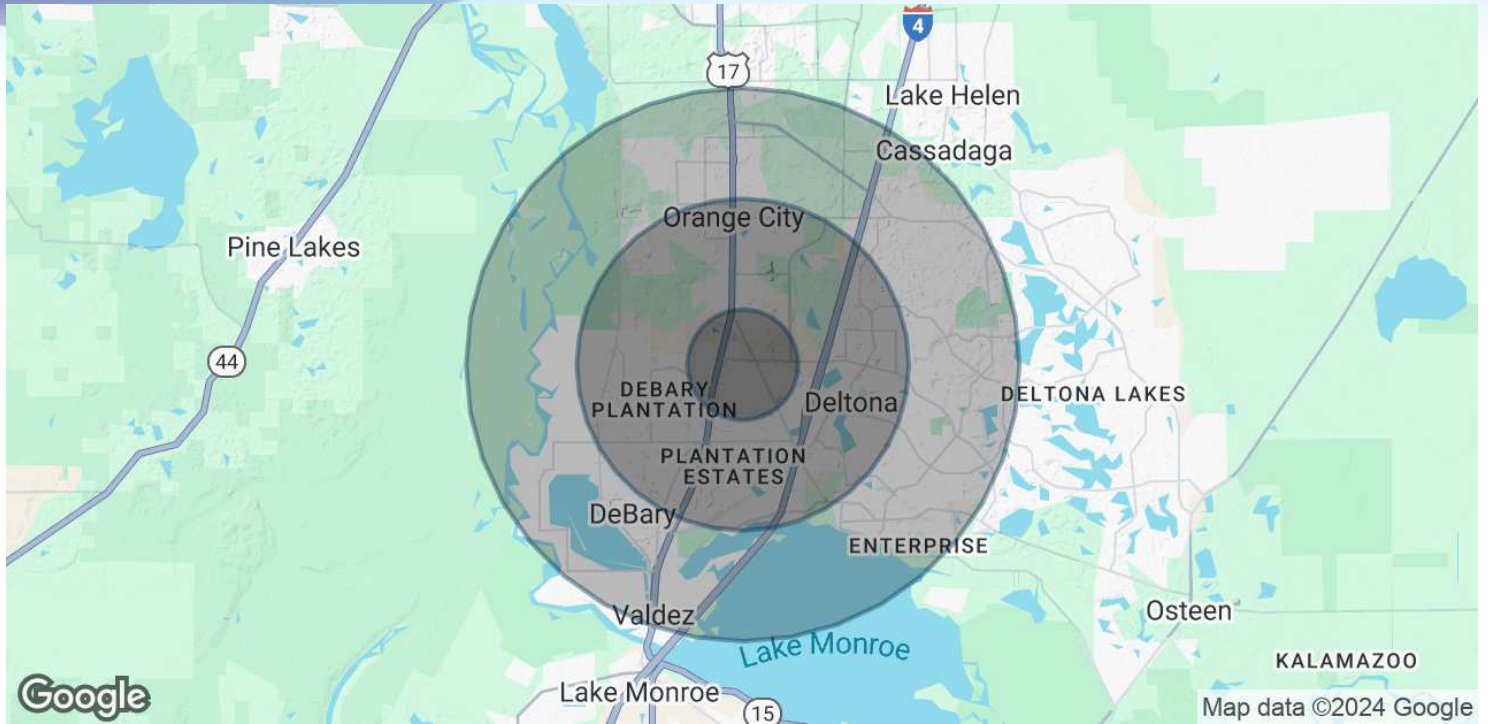 4
17
Lake Helen
Cassadaga
Orange City
Pine Lakes
44
DEBARY
PLANTATION
Deltona
DELTONA LAKES
PLANTATION
ESTATES
DeBary
ENTERPRISE
Valdez
Osteen
Lake Monroe
KALAMAZOO
Lake Monroe
15
Google
Map data ©2024 Google